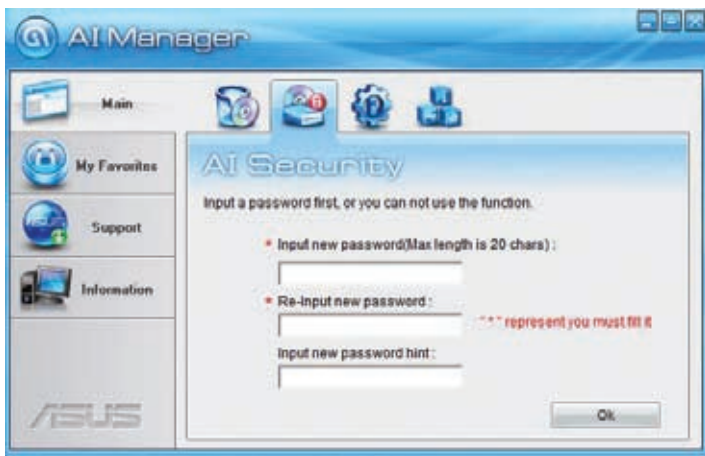 AI Manager
Main
My Favorites
Support
Information
ASUS
AI Security
Input a password first, or you can not use the function.
* Input new password(Max length is 20 chars) :
* Re-input new password :
"*" represent you must fill it
Input new password hint :
Ok